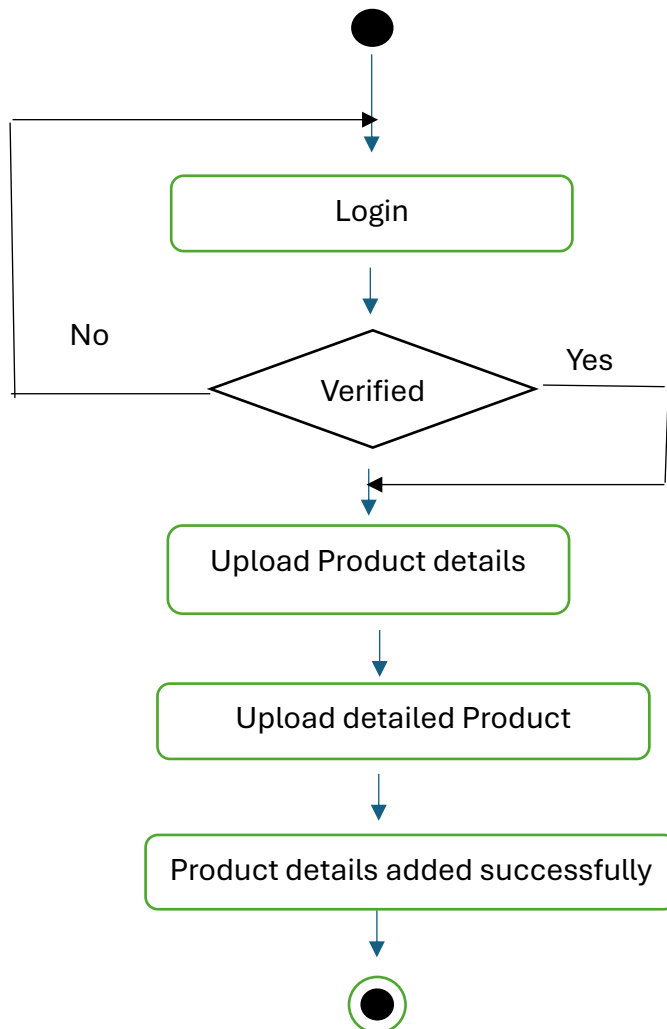 Login
No
Yes
Verified
Upload Product details
Upload detailed Product
Product details added successfully